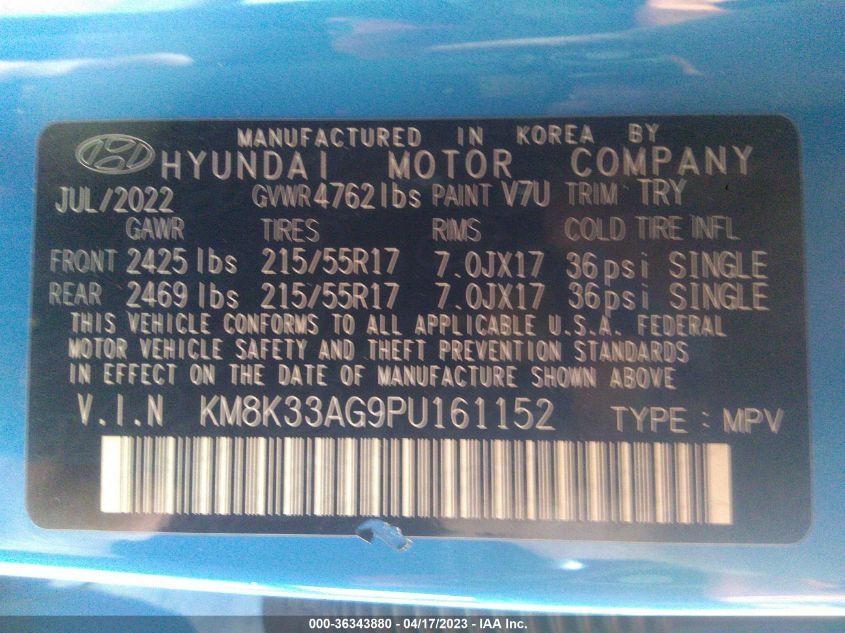 MANUFACTURED IN KOREA BY
HYUNDAI MOTOR COMPANY
JUL/2022 GVWR 4762 lbs PAINT V7U TRIM TRY
GAWR TIRES RIMS COLD TIRE INFL
FRONT 2425 lbs 215/55R17 7.0JX17 36psi SINGLE
REAR 2469 lbs 215/55R17 7.0JX17 36psi SINGLE
THIS VEHICLE CONFORMS TO ALL APPLICABLE U.S.A. FEDERAL
MOTOR VEHICLE SAFETY AND THEFT PREVENTION STANDARDS
IN EFFECT ON THE DATE OF MANUFACTURE SHOWN ABOVE
V.I.N KM8K33AG9PU161152 TYPE : MPV
000-36343880 - 04/17/2023 - IAA Inc.